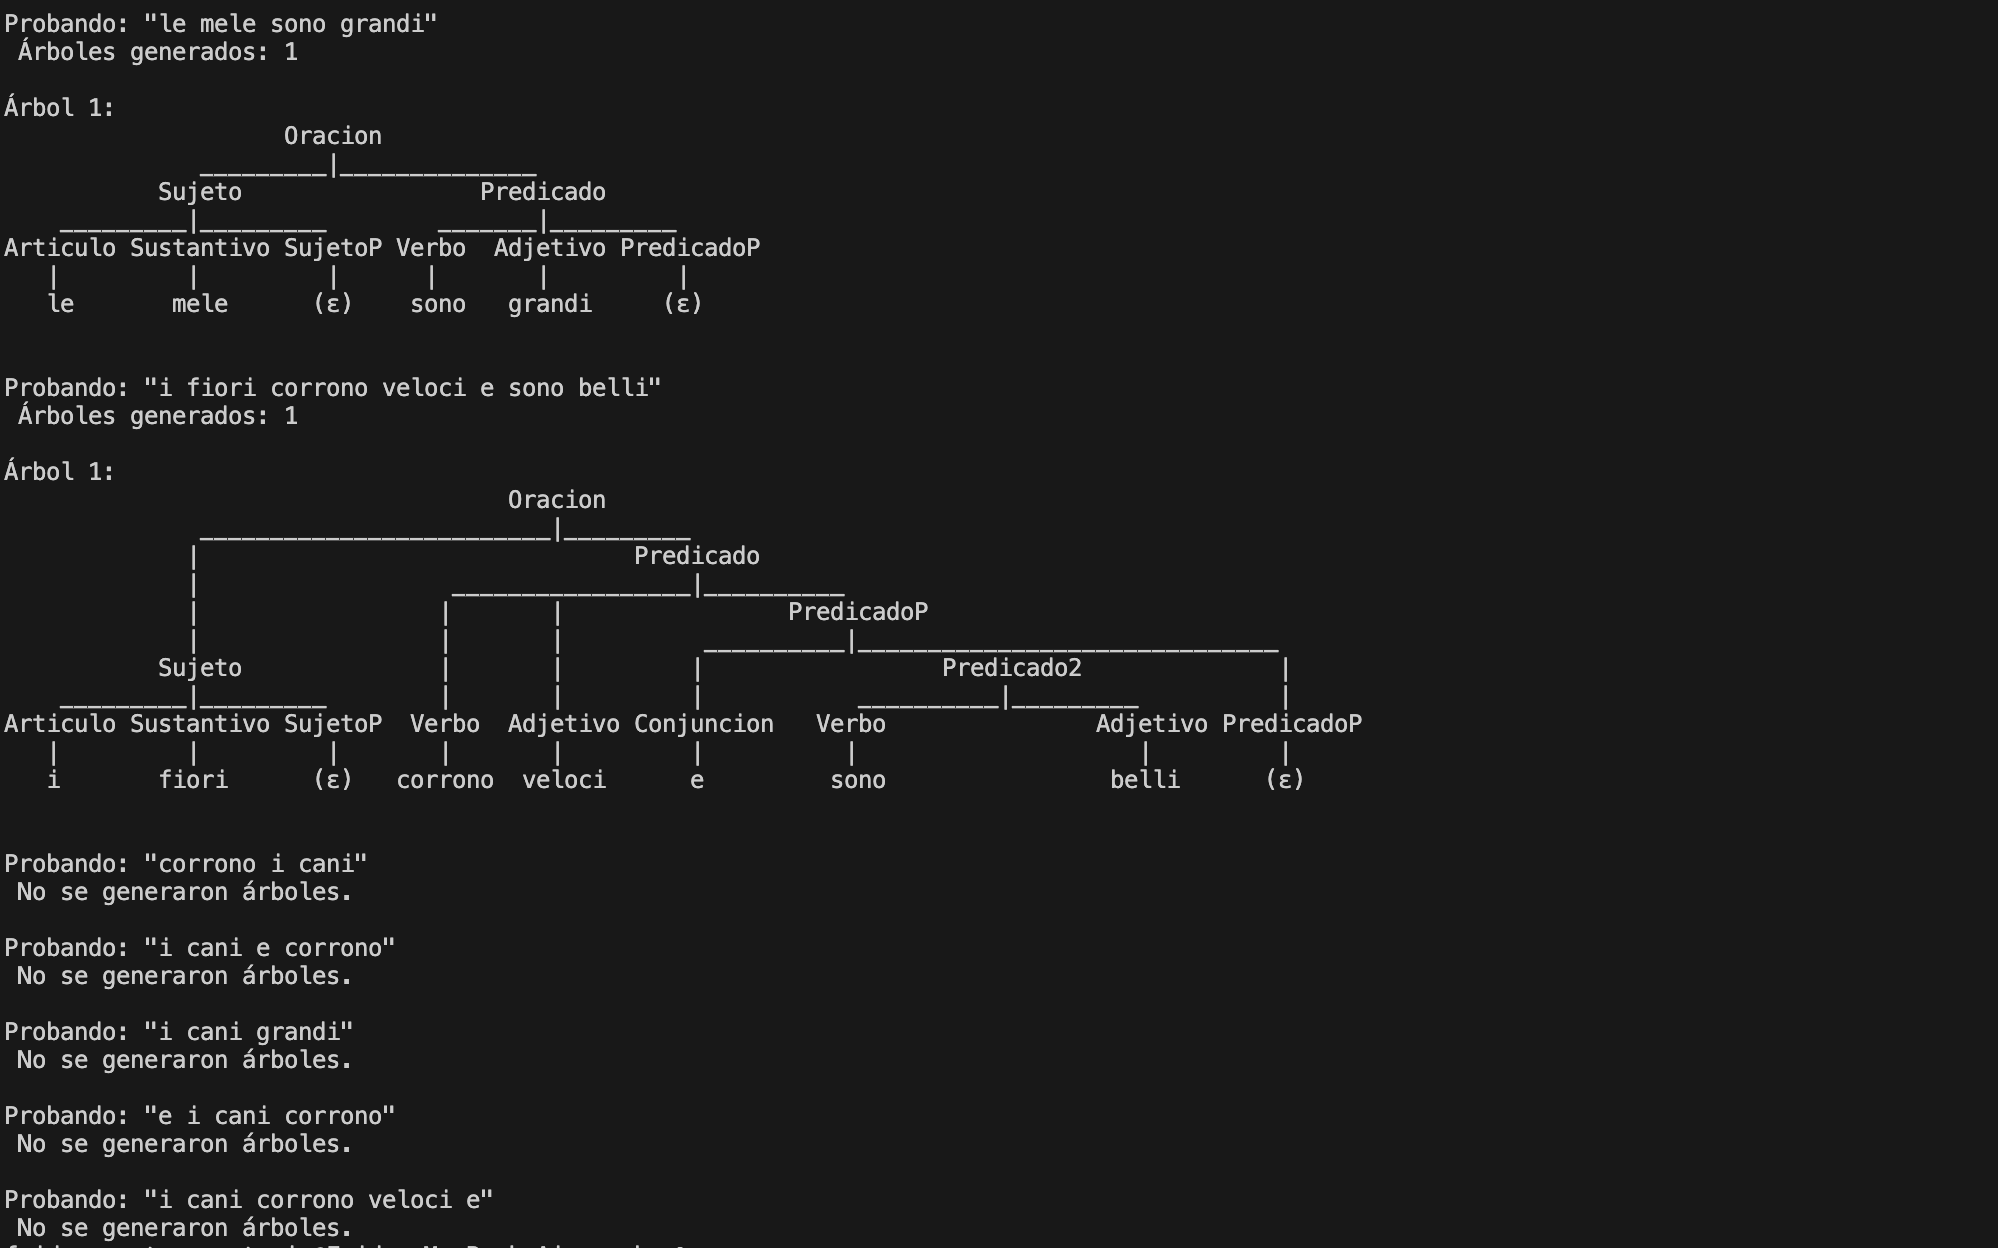 Probando: "le mele sono grandi"
Árboles generados: 1
Árbol 1:
Oracion
Sujeto Predicado
Articulo Sustantivo SujetoP Verbo Adjetivo PredicadoP
le mele (ε) sono grandi (ε)
Probando: "i fiori corrono veloci e sono belli"
Árboles generados: 1
Árbol 1:
Oracion
Predicado
PredicadoP
Sujeto Predicado2
Articulo Sustantivo SujetoP Verbo Adjetivo Conjuncion Verbo Adjetivo PredicadoP
i fiori (ε) corrono veloci e sono belli (ε)
Probando: "corrono i cani"
No se generaron árboles.
Probando: "i cani e corrono"
No se generaron árboles.
Probando: "i cani grandi"
No se generaron árboles.
Probando: "e i cani corrono"
No se generaron árboles.
Probando: "i cani corrono veloci e"
No se generaron árboles.